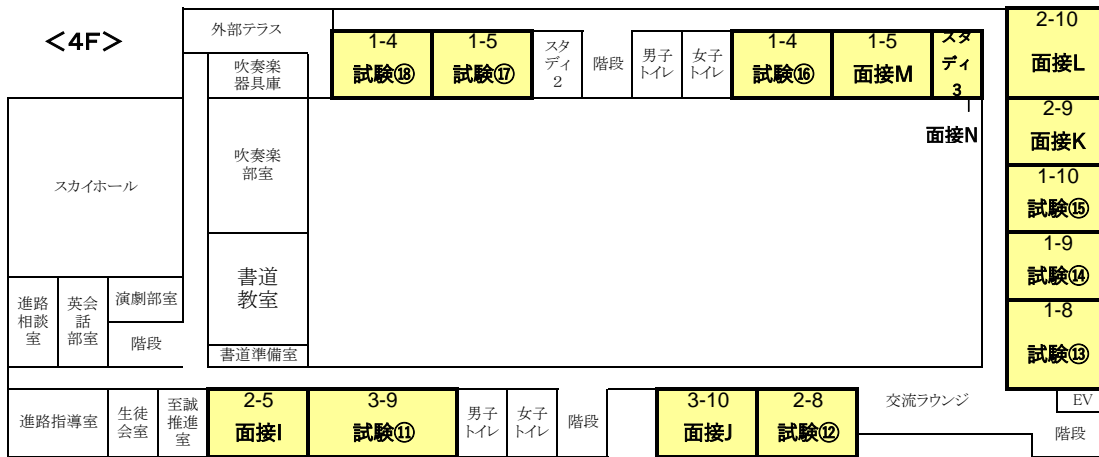 <4F>
外部テラス
吹奏楽
器具庫
1-4
試験⑱
1-5
試験⑰
スタ
ディ
2
階段
男子
トイレ
女子
トイレ
1-4
試験⑯
1-5
面接M
スタ
ディ
3
面接N
2-10
面接L
2-9
面接K
1-10
試験⑮
1-9
試験⑭
1-8
試験⑬
スカイホール
吹奏楽
部室
書道
教室
書道準備室
進路
相談
室
英会
話
部室
演劇部室
階段
進路指導室
生徒
会室
至誠
推進
室
2-5
面接I
3-9
試験⑪
男子
トイレ
女子
トイレ
階段
3-10
面接J
2-8
試験⑫
交流ラウンジ
EV
階段